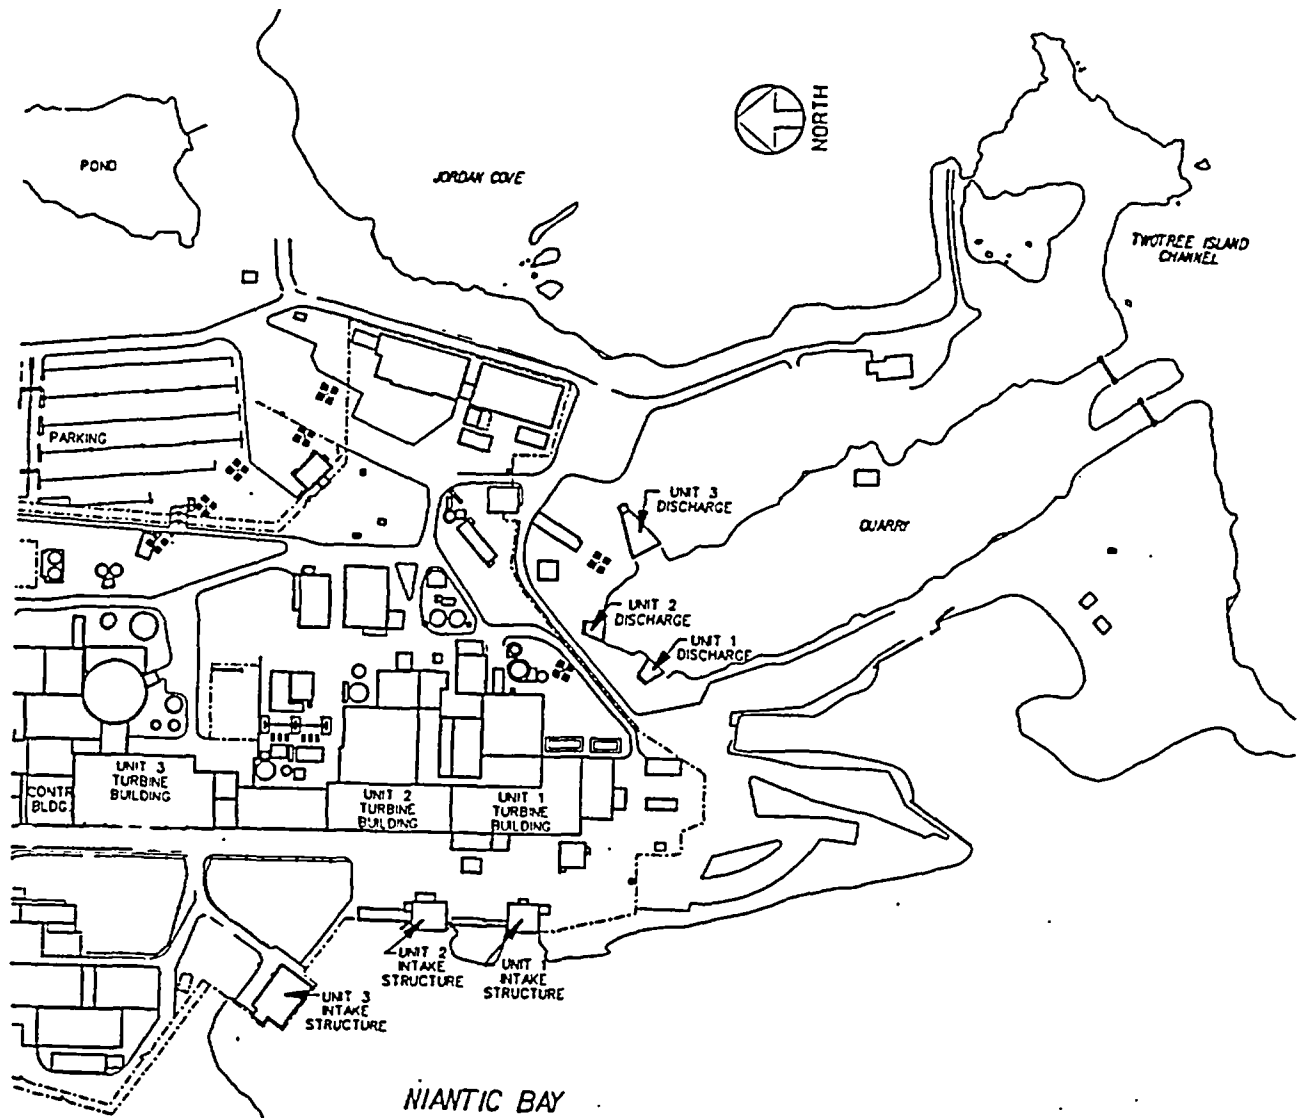 NORTH
POND
JORDAN COVE
TWOTREE ISLAND
CHANNEL
PARKING
UNIT 3
DISCHARGE
QUARRY
UNIT 2
DISCHARGE
UNIT 1
DISCHARGE
UNIT 3
TURBINE
BUILDING
CONTR
BLDG.
UNIT 2
TURBINE
BUILDING
UNIT 1
TURBINE
BUILDING
UNIT 2
INTAKE
STRUCTURE
UNIT 1
INTAKE
STRUCTURE
UNIT 3
INTAKE
STRUCTURE
NIANTIC BAY